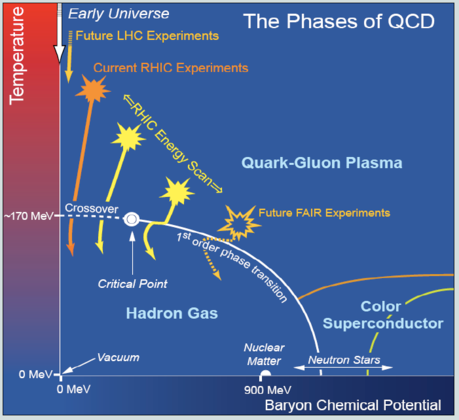 The Phases of QCD
Temperature
Early Universe
Future LHC Experiments
Current RHIC Experiments
RHIC Energy Scan
Quark-Gluon Plasma
Crossover
~170 MeV
Future FAIR Experiments
1st order phase transition
Critical Point
Hadron Gas
Color
Superconductor
Vacuum
Nuclear
Matter
Neutron Stars
0 MeV
0 MeV
900 MeV
Baryon Chemical Potential